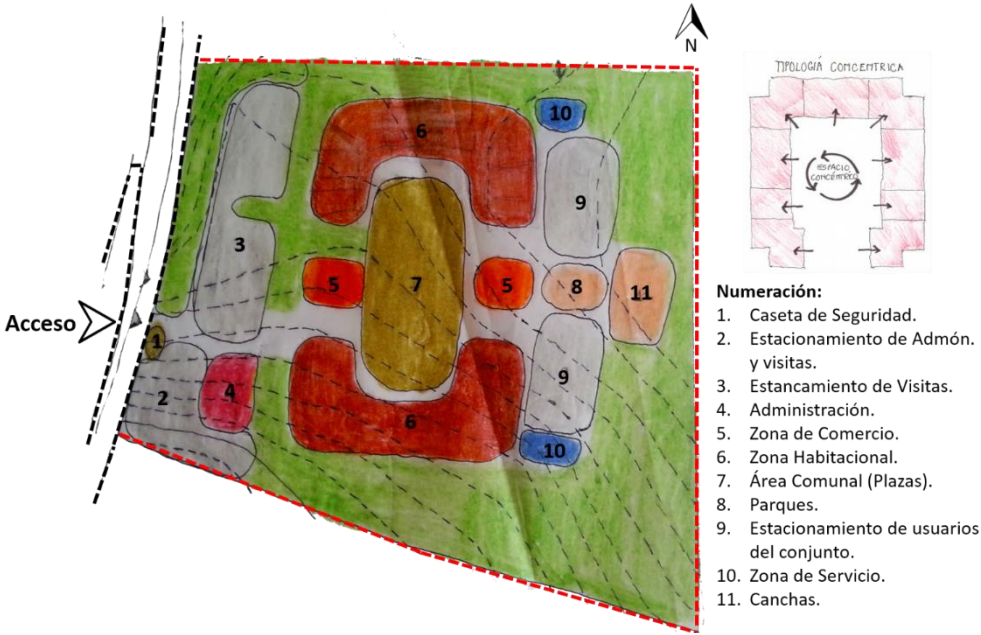 N
TIPOLOGÍA CONCENTRICA
ESPACIO
CONCÉNTRICO
10
6
9
3
5
7
5
8
11
Acceso
1
2
4
9
6
10
Numeración:
1. Caseta de Seguridad.
2. Estacionamiento de Admón.
y visitas.
3. Estancamiento de Visitas.
4. Administración.
5. Zona de Comercio.
6. Zona Habitacional.
7. Área Comunal (Plazas).
8. Parques.
9. Estacionamiento de usuarios
del conjunto.
10. Zona de Servicio.
11. Canchas.